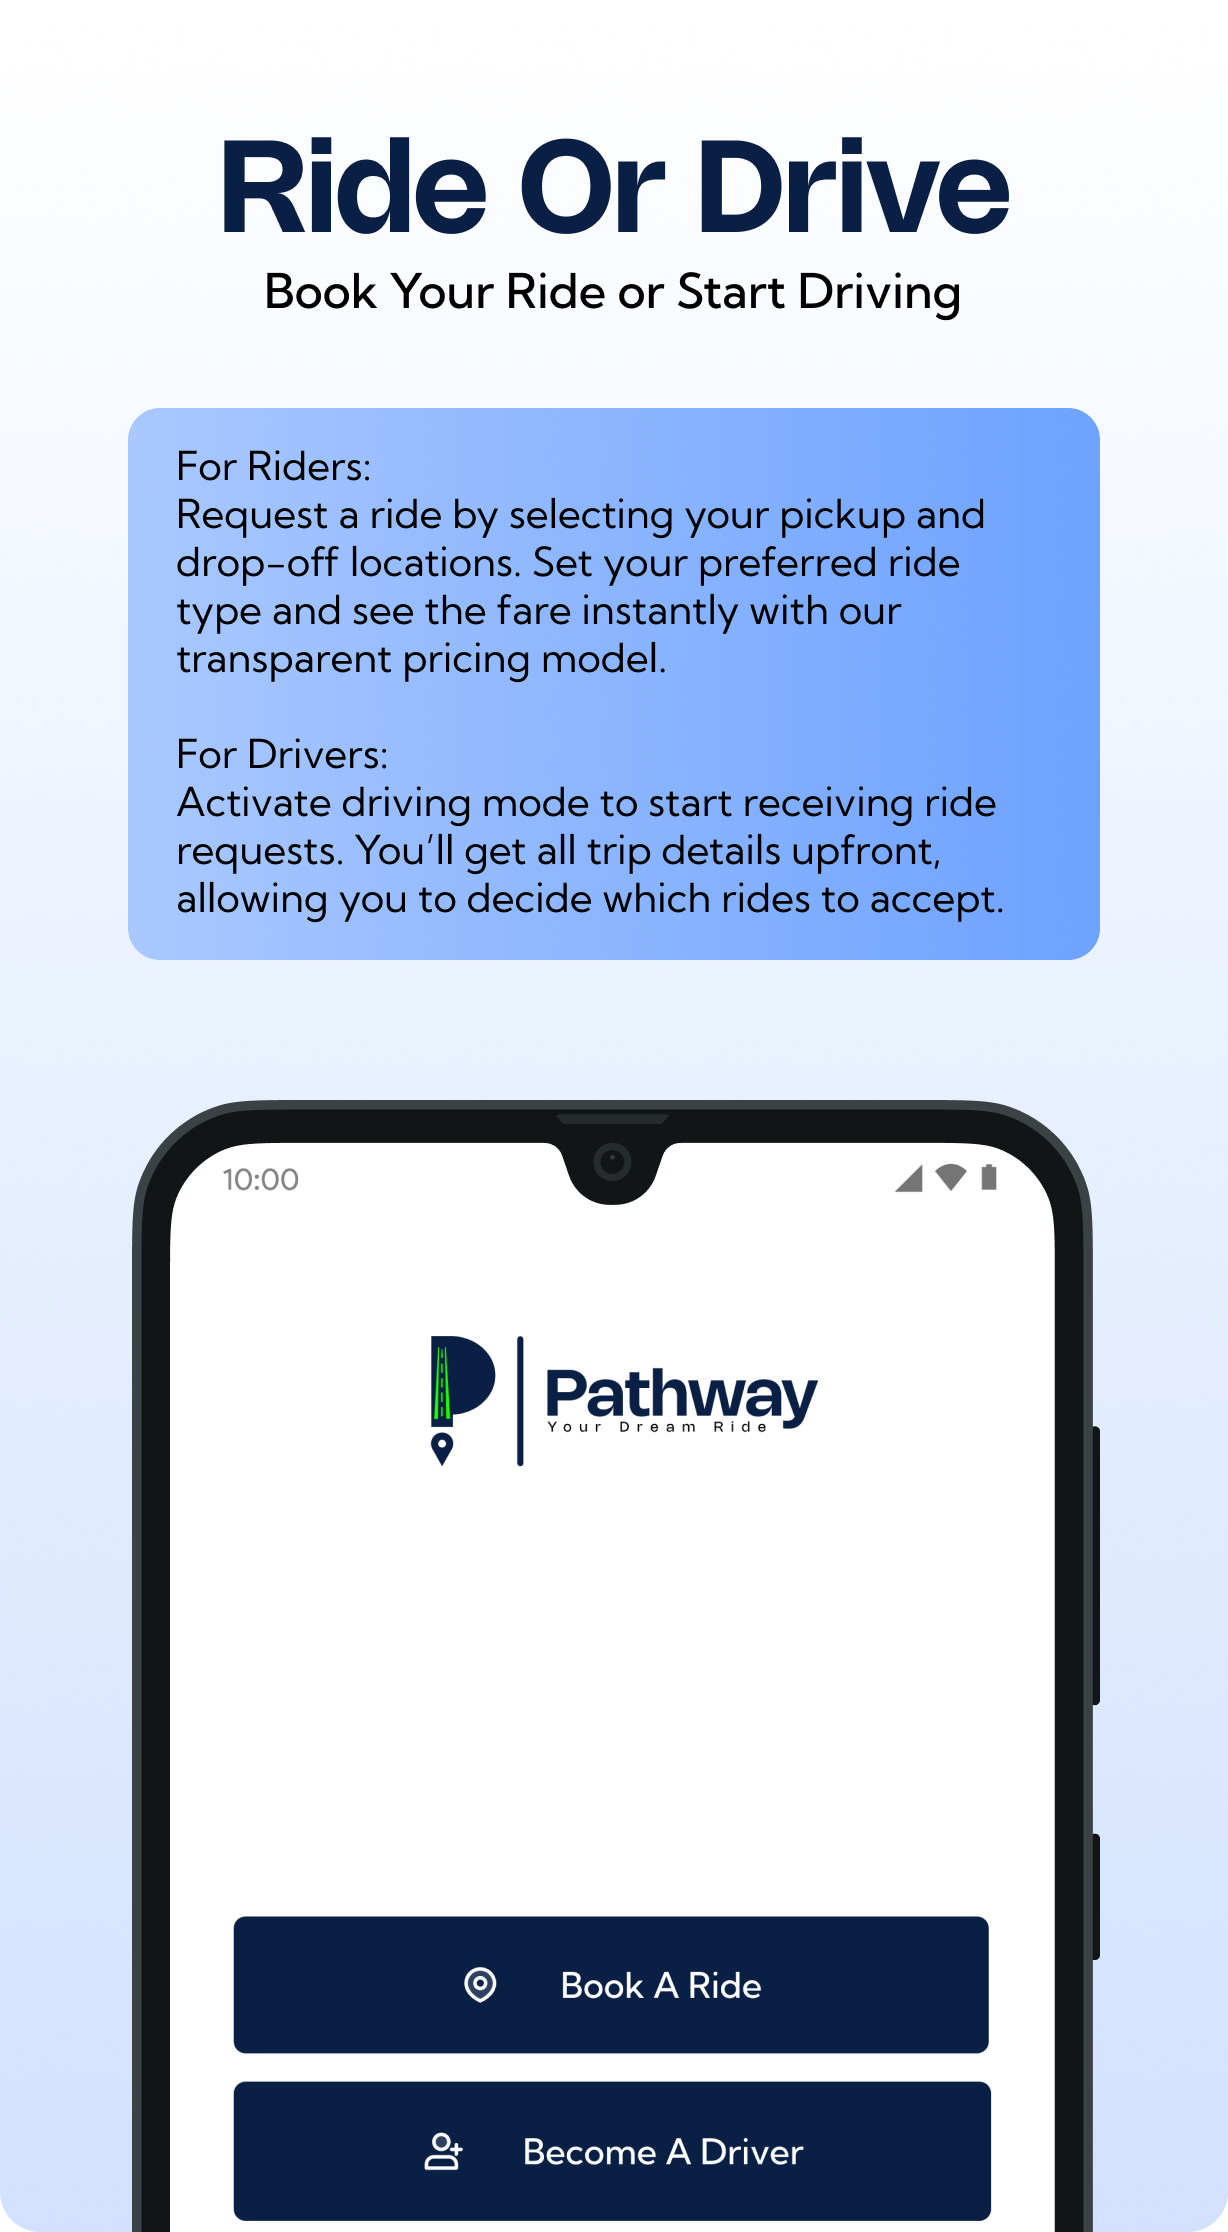 Ride Or Drive
Book Your Ride or Start Driving
For Riders:
Request a ride by selecting your pickup and
drop-off locations. Set your preferred ride
type and see the fare instantly with our
transparent pricing model.
For Drivers:
Activate driving mode to start receiving ride
requests. You’ll get all trip details upfront,
allowing you to decide which rides to accept.
10:00
Pathway
Your Dream Ride
Book A Ride
Become A Driver